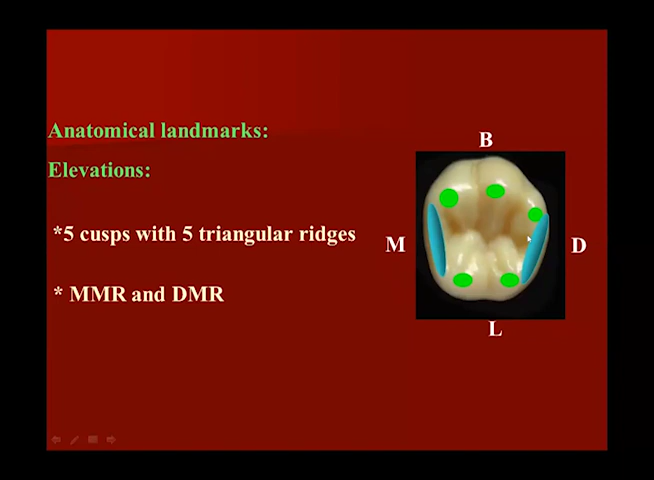 Anatomical landmarks:
Elevations:
*5 cusps with 5 triangular ridges
* MMR and DMR
B
M
D
L